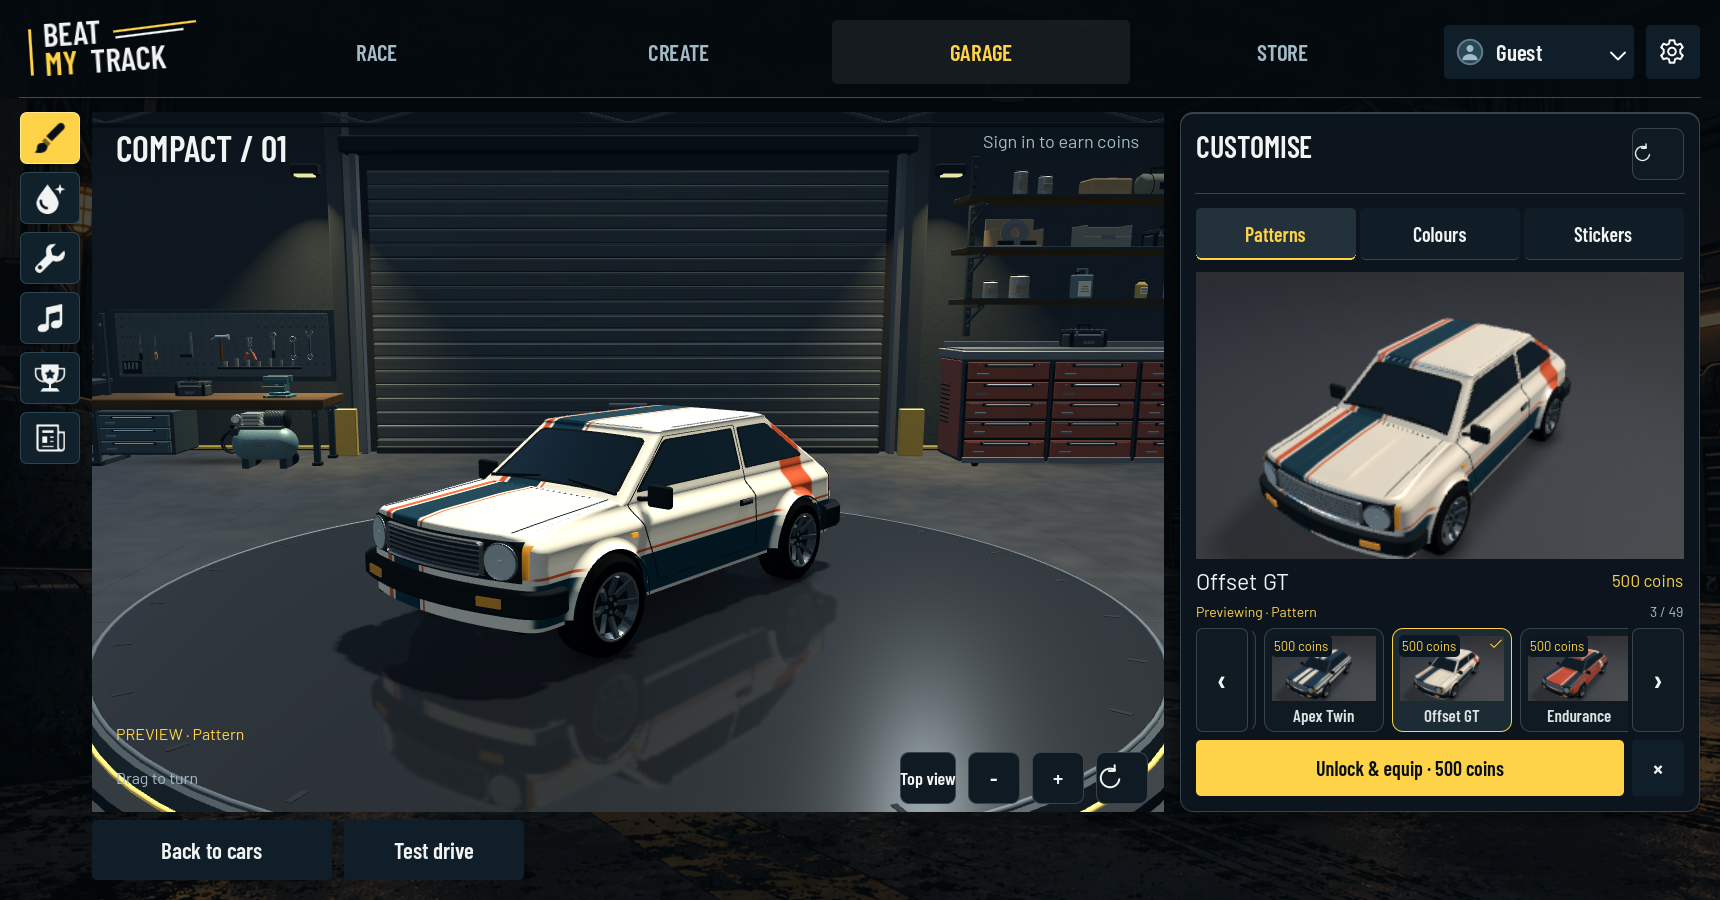 BEAT
MY TRACK
RACE
CREATE
GARAGE
STORE
Guest
COMPACT / 01
Sign in to earn coins
CUSTOMISE
Patterns
Colours
Stickers
Offset GT
500 coins
Previewing · Pattern
3 / 49
500 coins
500 coins
500 coins
Apex Twin
Offset GT
Endurance
PREVIEW · Pattern
Drag to turn
Top view
-
+
Unlock & equip · 500 coins
×
Back to cars
Test drive